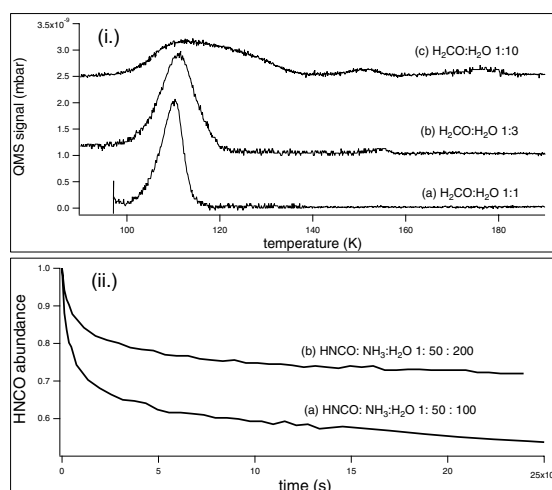 (i.)
3.5x10⁻⁹
3.0
2.5
2.0
1.5
1.0
0.5
0.0
QMS signal (mbar)
(c) H₂CO:H₂O 1:10
(b) H₂CO:H₂O 1:3
(a) H₂CO:H₂O 1:1
100 120 140 160 180
temperature (K)
(ii.)
1.0
0.9
0.8
0.7
0.6
HNCO abundance
(b) HNCO: NH₃:H₂O 1: 50 : 200
(a) HNCO: NH₃:H₂O 1: 50 : 100
0 5 10 15 20
time (s)